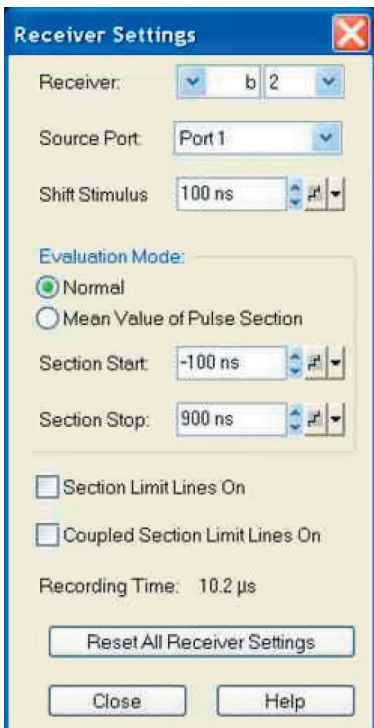 Receiver Settings
Receiver: b 2
Source Port: Port 1
Shift Stimulus 100 ns
Evaluation Mode:
Normal
Mean Value of Pulse Section
Section Start: -100 ns
Section Stop: 900 ns
Section Limit Lines On
Coupled Section Limit Lines On
Recording Time: 10.2 µs
Reset All Receiver Settings
Close Help